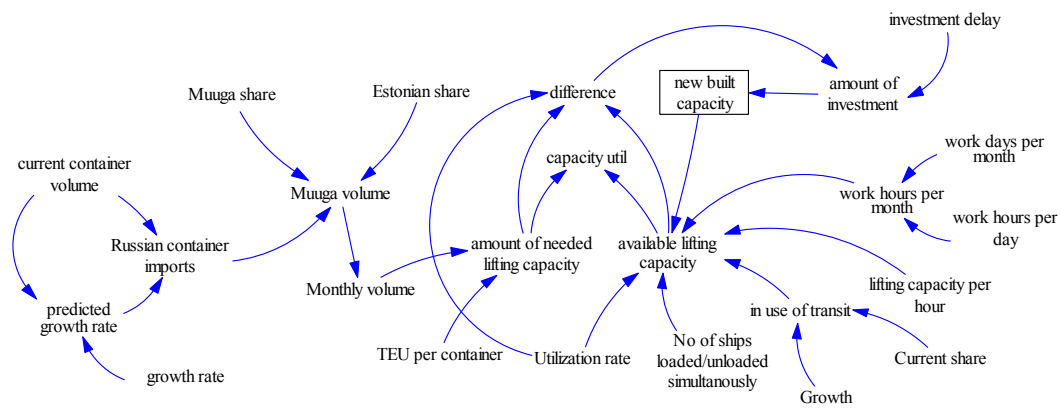 investment delay
Muuga share
Estonian share
difference
new built
capacity
amount of
investment
current container
volume
capacity util
work days per
month
Muuga volume
work hours per
month
work hours per
day
Russian container
imports
amount of needed
lifting capacity
available lifting
capacity
Monthly volume
lifting capacity per
hour
predicted
growth rate
in use of transit
TEU per container
Utilization rate
No of ships
loaded/unloaded
simultanously
Current share
growth rate
Growth